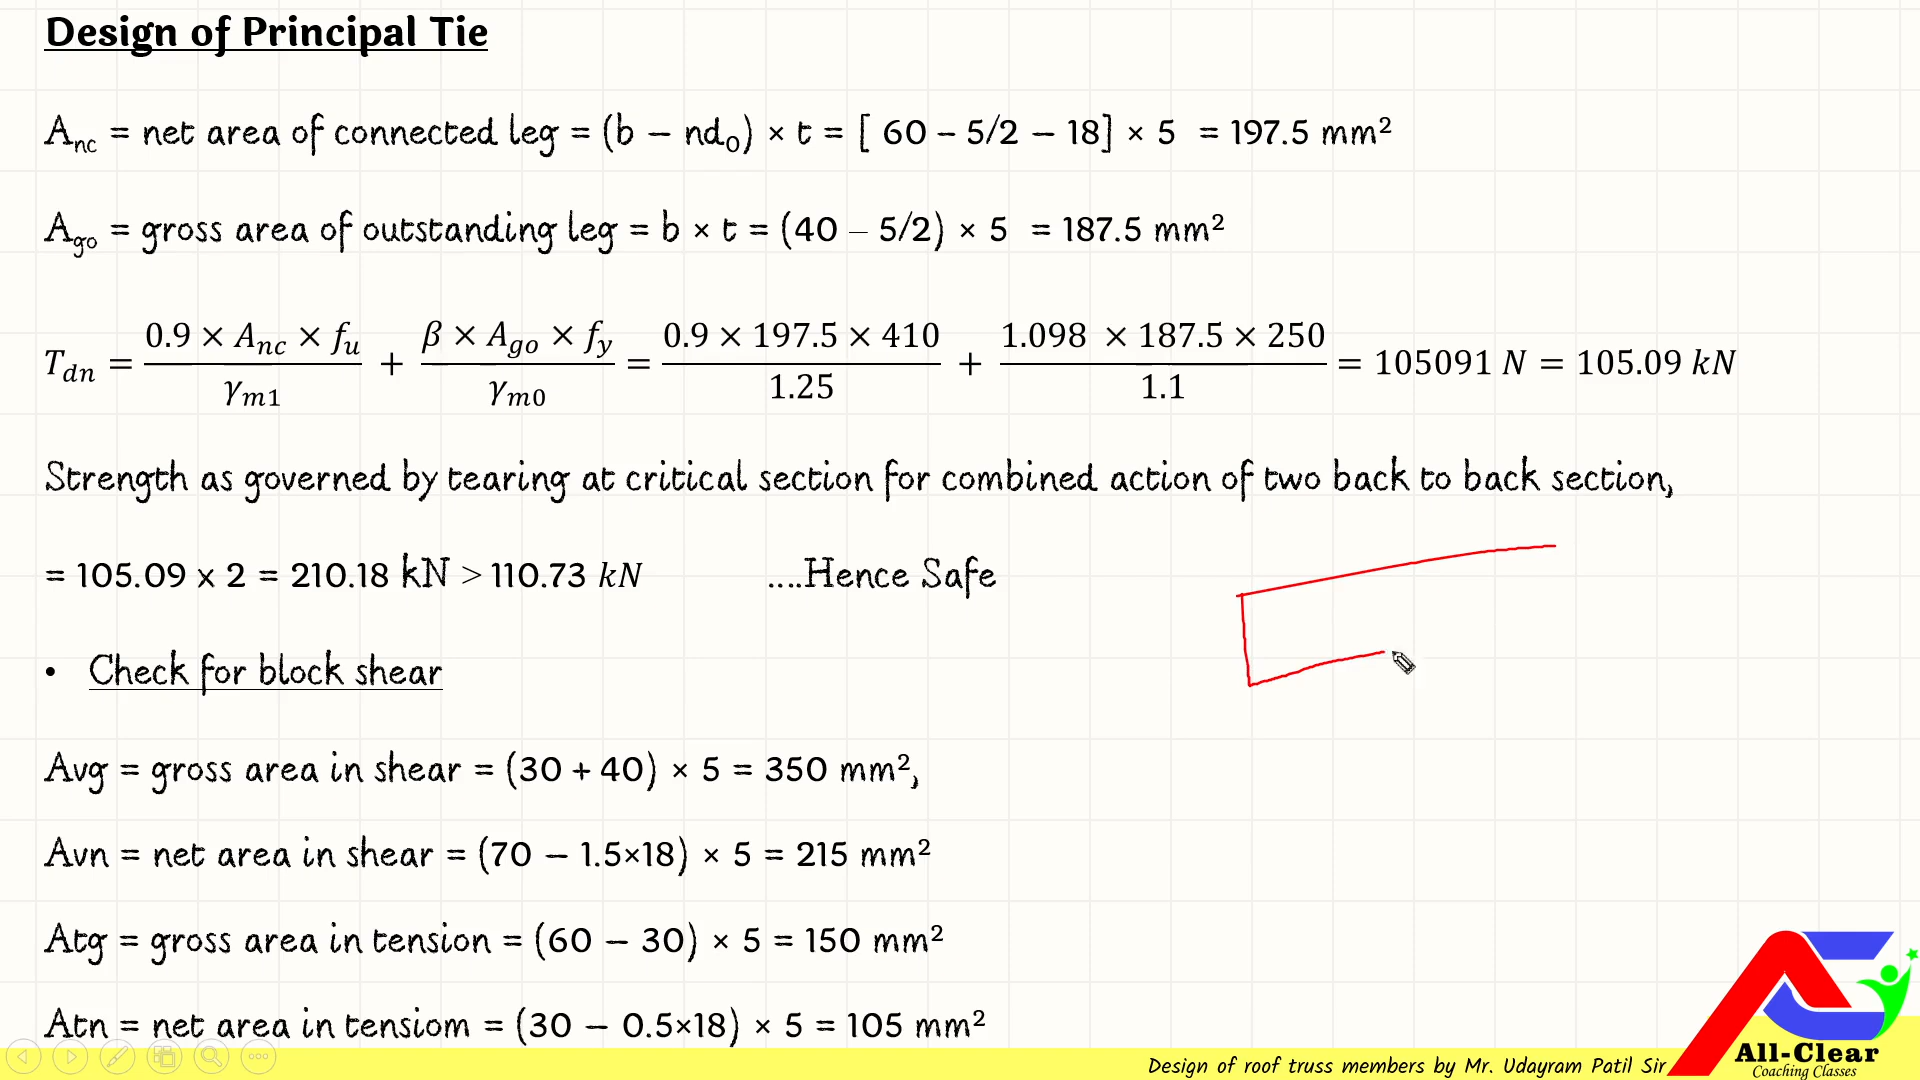 Design of Principal Tie
Anc = net area of connected leg = (b – nd0) × t = [ 60 – 5/2 – 18] × 5 = 197.5 mm²
Ago = gross area of outstanding leg = b × t = (40 – 5/2) × 5 = 187.5 mm²
Tdn = (0.9 × Anc × fu)/γm1 + (β × Ago × fy)/γm0 = (0.9 × 197.5 × 410)/1.25 + (1.098 × 187.5 × 250)/1.1 = 105091 N = 105.09 kN
Strength as governed by tearing at critical section for combined action of two back to back section,
= 105.09 x 2 = 210.18 kN > 110.73 kN ....Hence Safe
• Check for block shear
Avg = gross area in shear = (30 + 40) × 5 = 350 mm²,
Avn = net area in shear = (70 – 1.5×18) × 5 = 215 mm²
Atg = gross area in tension = (60 – 30) × 5 = 150 mm²
Atn = net area in tensiom = (30 – 0.5×18) × 5 = 105 mm²
Design of roof truss members by Mr. Udayram Patil Sir
All-Clear
Coaching Classes